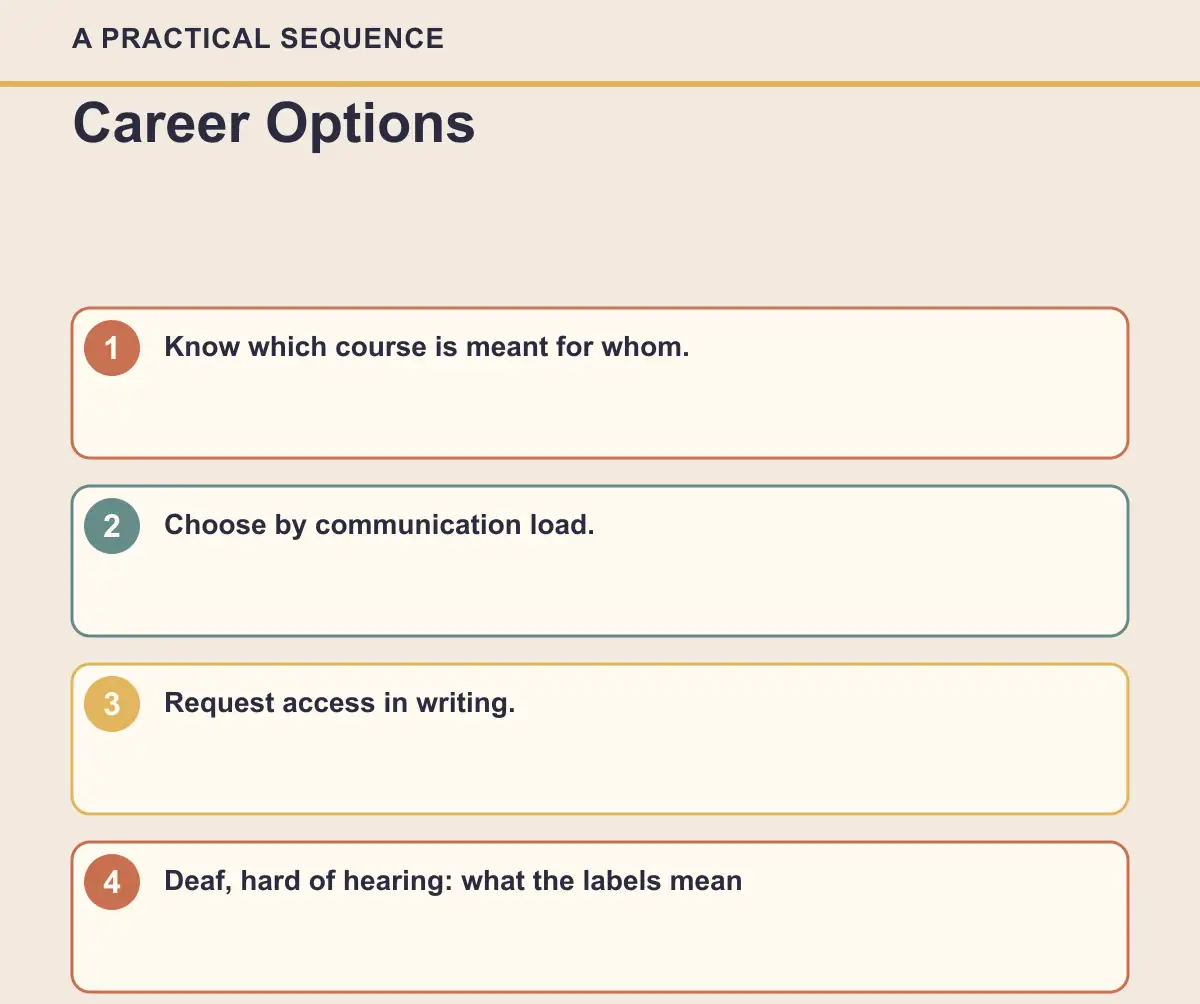 A PRACTICAL SEQUENCE
Career Options
1 Know which course is meant for whom.
2 Choose by communication load.
3 Request access in writing.
4 Deaf, hard of hearing: what the labels mean